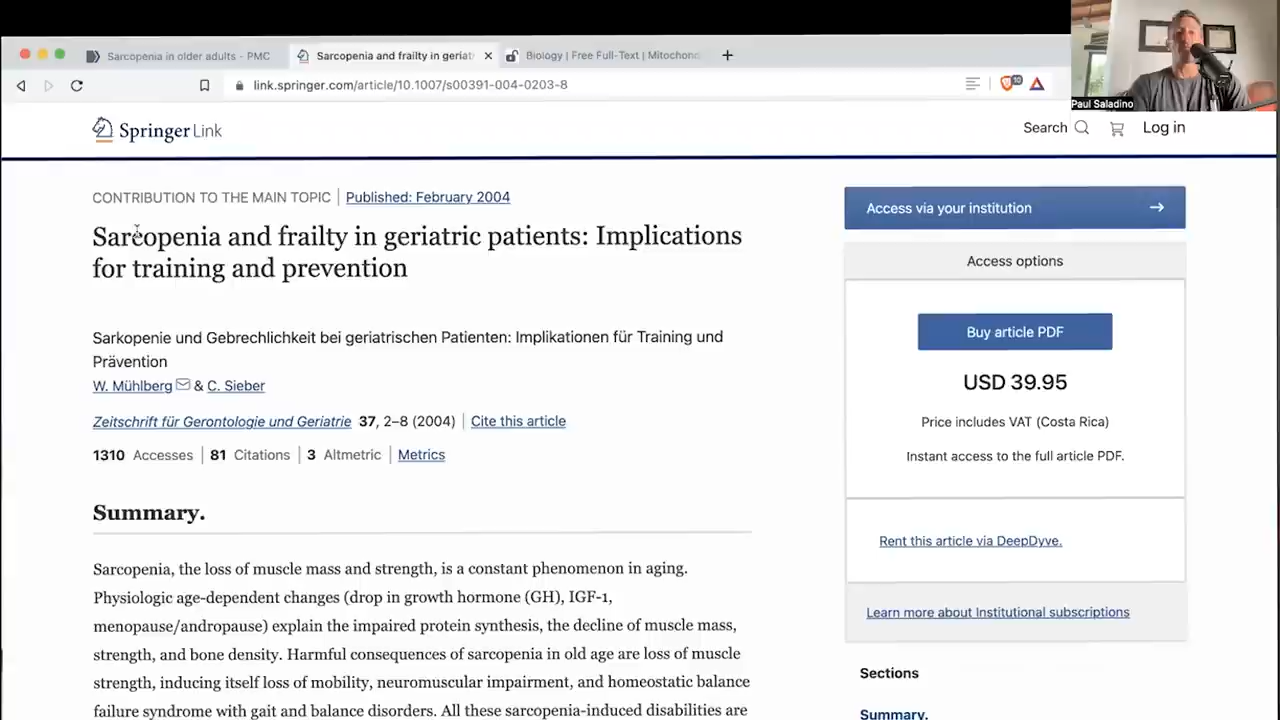 Sarcopenia in older adults - PMC
Sarcopenia and frailty in geriat
Biology | Free Full-Text | Mitochond
link.springer.com/article/10.1007/s00391-004-0203-8
10
Paul Saladino
Springer Link
Search
Log in
CONTRIBUTION TO THE MAIN TOPIC | Published: February 2004
Sarcopenia and frailty in geriatric patients: Implications
for training and prevention
Sarkopenie und Gebrechlichkeit bei geriatrischen Patienten: Implikationen für Training und
Prävention
W. Mühlberg & C. Sieber
Zeitschrift für Gerontologie und Geriatrie 37, 2–8 (2004) | Cite this article
1310 Accesses | 81 Citations | 3 Altmetric | Metrics
Summary.
Sarcopenia, the loss of muscle mass and strength, is a constant phenomenon in aging.
Physiologic age-dependent changes (drop in growth hormone (GH), IGF-1,
menopause/andropause) explain the impaired protein synthesis, the decline of muscle mass,
strength, and bone density. Harmful consequences of sarcopenia in old age are loss of muscle
strength, inducing itself loss of mobility, neuromuscular impairment, and homeostatic balance
failure syndrome with gait and balance disorders. All these sarcopenia-induced disabilities are
Access via your institution
Access options
Buy article PDF
USD 39.95
Price includes VAT (Costa Rica)
Instant access to the full article PDF.
Rent this article via DeepDyve.
Learn more about Institutional subscriptions
Sections
Summary.